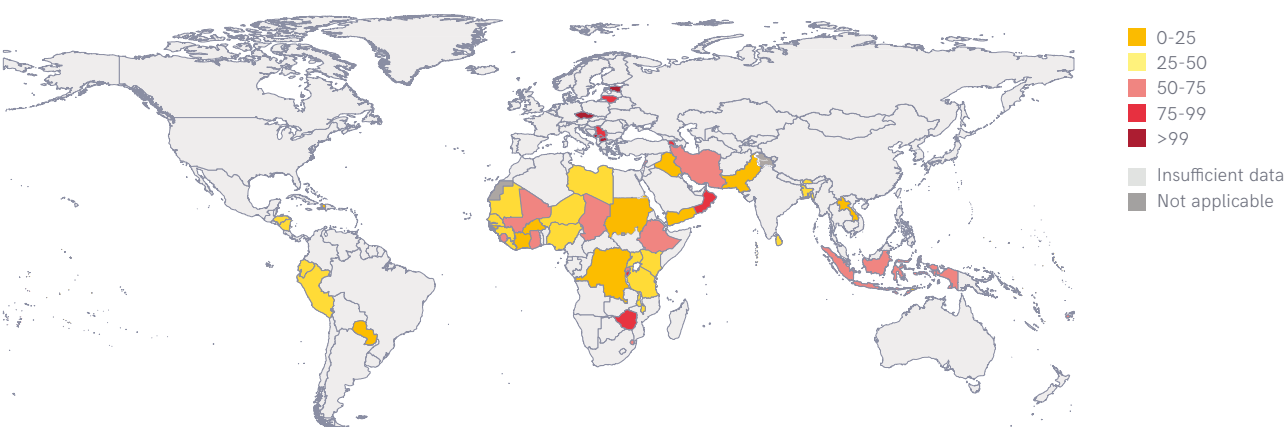 0-25
25-50
50-75
75-99
>99
Insufficient data
Not applicable